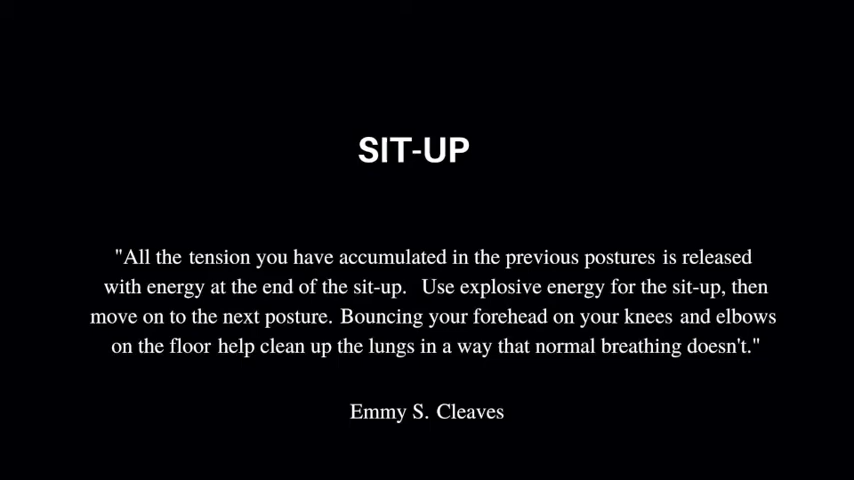 SIT-UP
"All the tension you have accumulated in the previous postures is released
with energy at the end of the sit-up.  Use explosive energy for the sit-up, then
move on to the next posture. Bouncing your forehead on your knees and elbows
on the floor help clean up the lungs in a way that normal breathing doesn't."
Emmy S. Cleaves